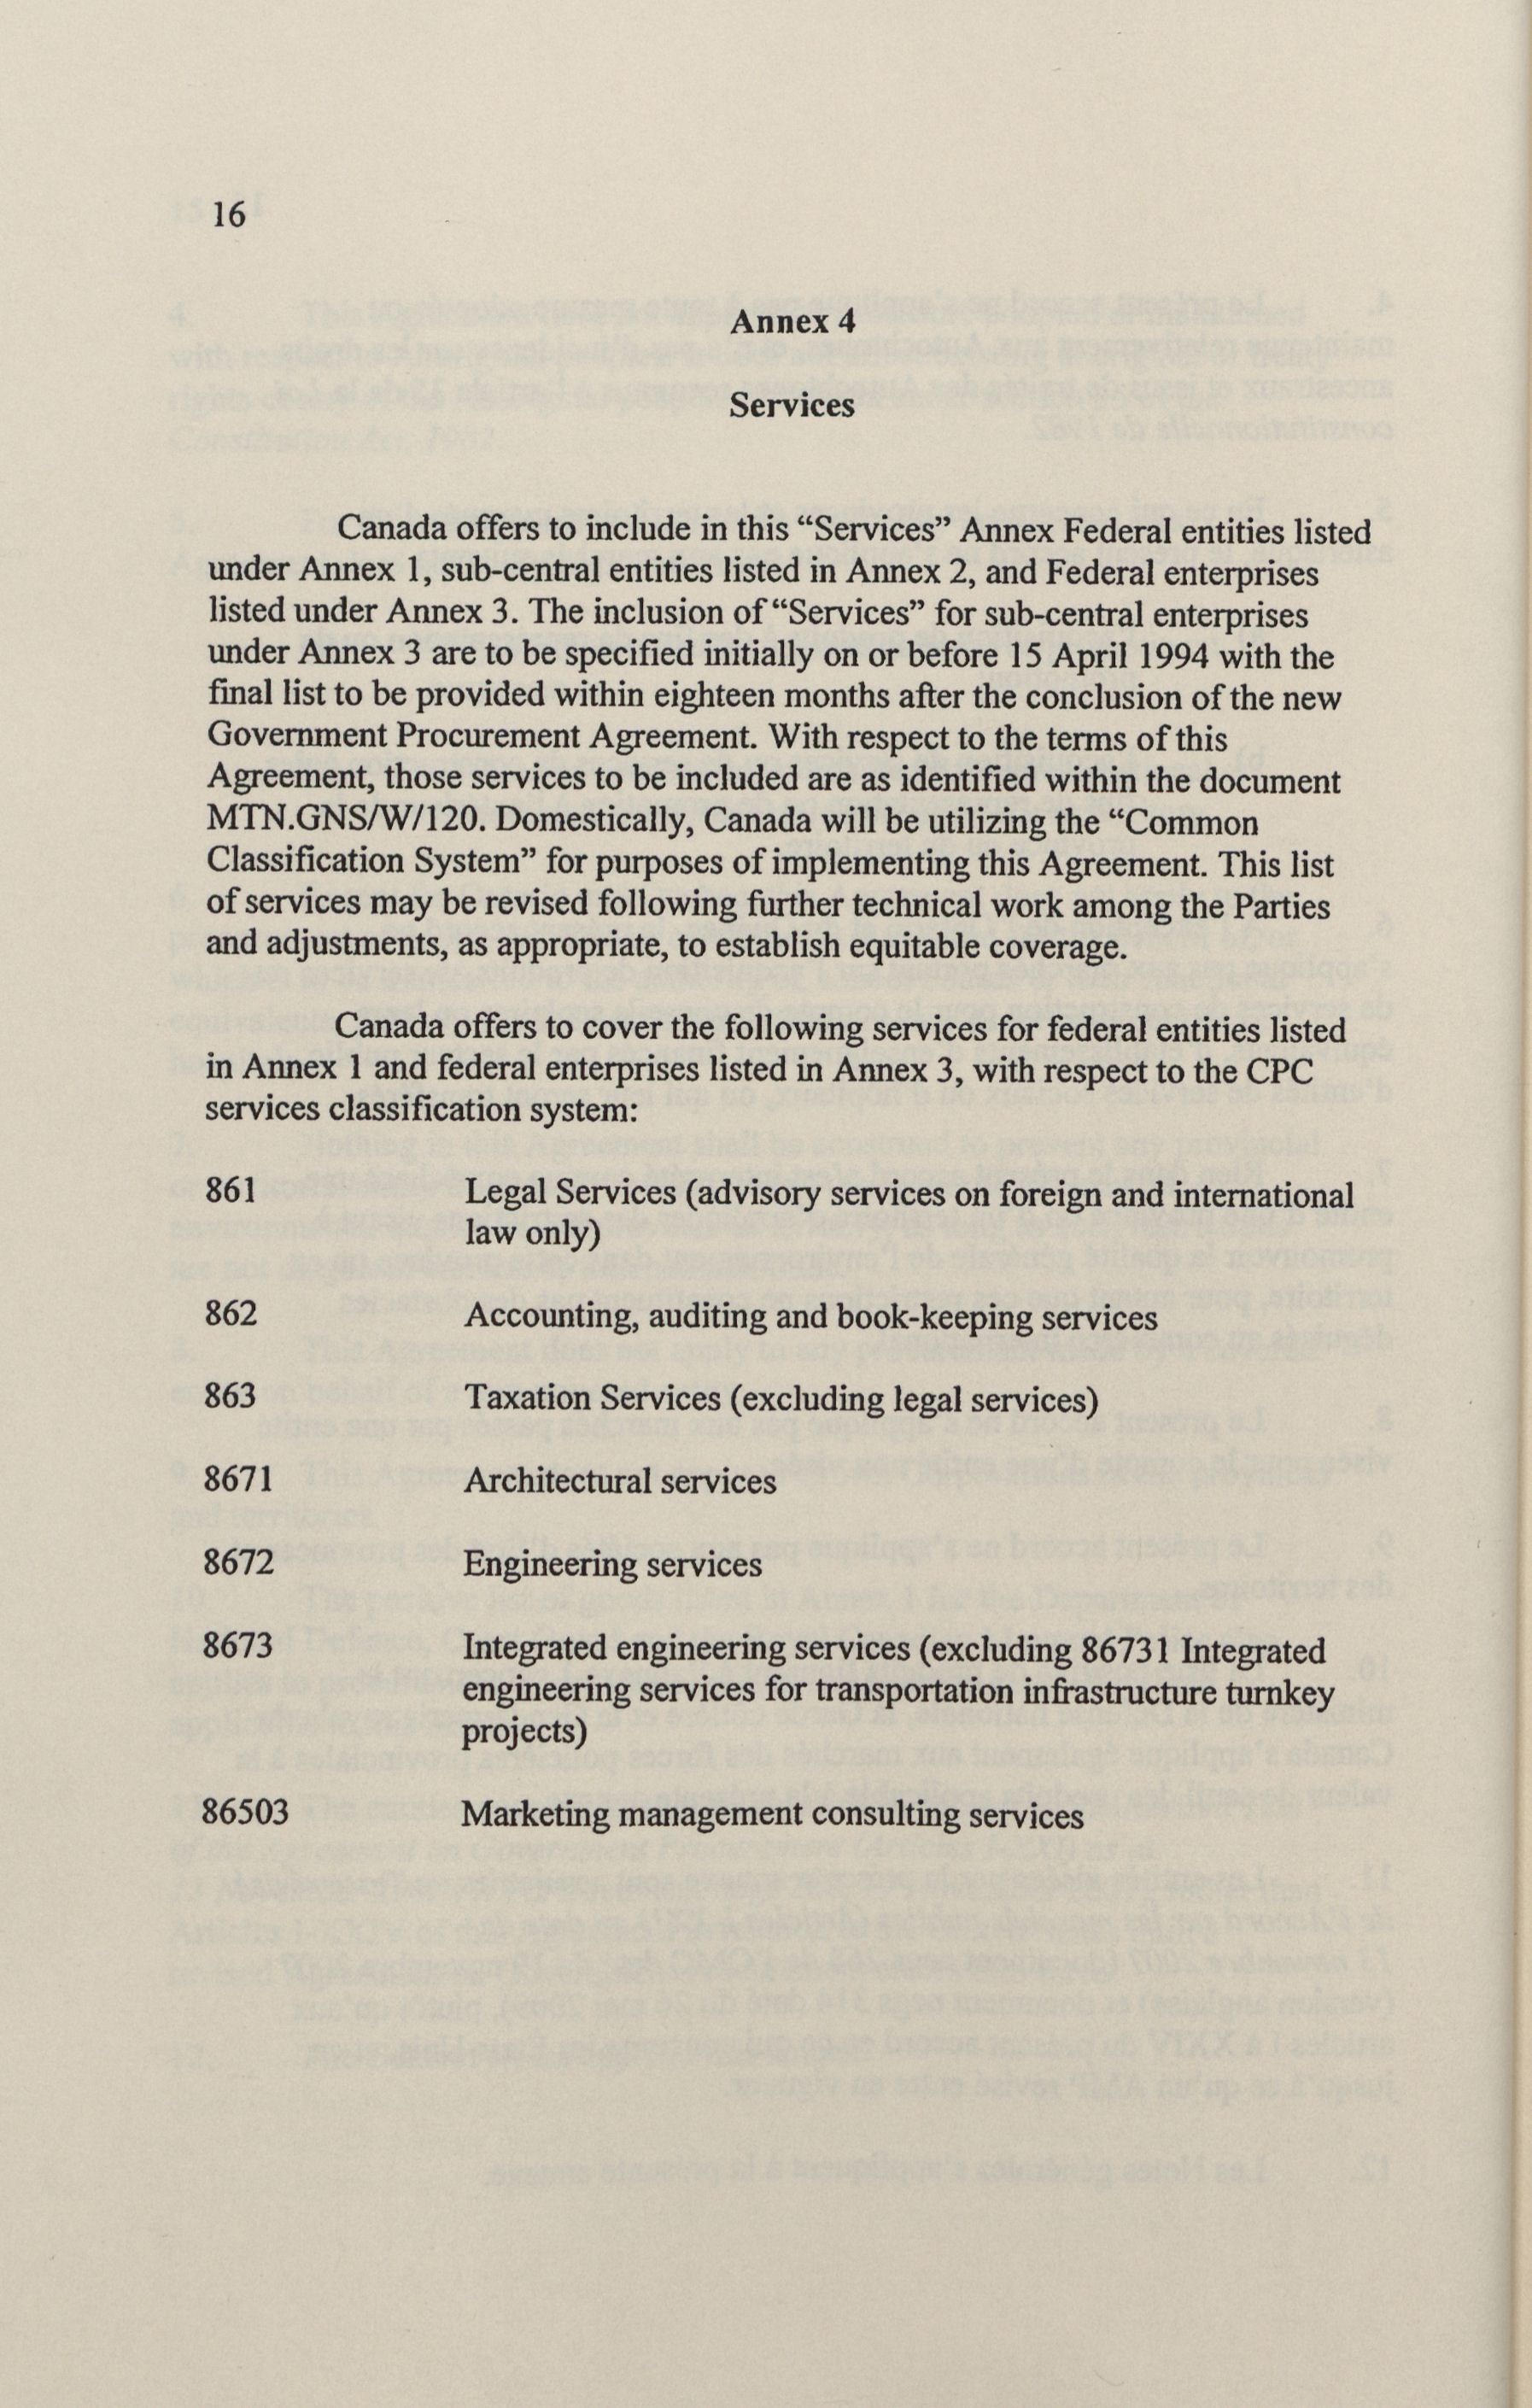 16
Annex 4
Services
Canada offers to include in this “Services” Annex Federal entities listed
under Annex 1, sub-central entities listed in Annex 2, and Federal enterprises
listed under Annex 3. The inclusion of “Services” for sub-central enterprises
under Annex 3 are to be specified initially on or before 15 April 1994 with the
final list to be provided within eighteen months after the conclusion of the new
Government Procurement Agreement. With respect to the terms of this
Agreement, those services to be included are as identified within the document
MTN.GNS/W/120. Domestically, Canada will be utilizing the “Common
Classification System” for purposes of implementing this Agreement. This list
of services may be revised following further technical work among the Parties
and adjustments, as appropriate, to establish equitable coverage.
Canada offers to cover the following services for federal entities listed
in Annex 1 and federal enterprises listed in Annex 3, with respect to the CPC
services classification system:
861 Legal Services (advisory services on foreign and international
law only)
862 Accounting, auditing and book-keeping services
863 Taxation Services (excluding legal services)
8671 Architectural services
8672 Engineering services
8673 Integrated engineering services (excluding 86731 Integrated
engineering services for transportation infrastructure turnkey
projects)
86503 Marketing management consulting services